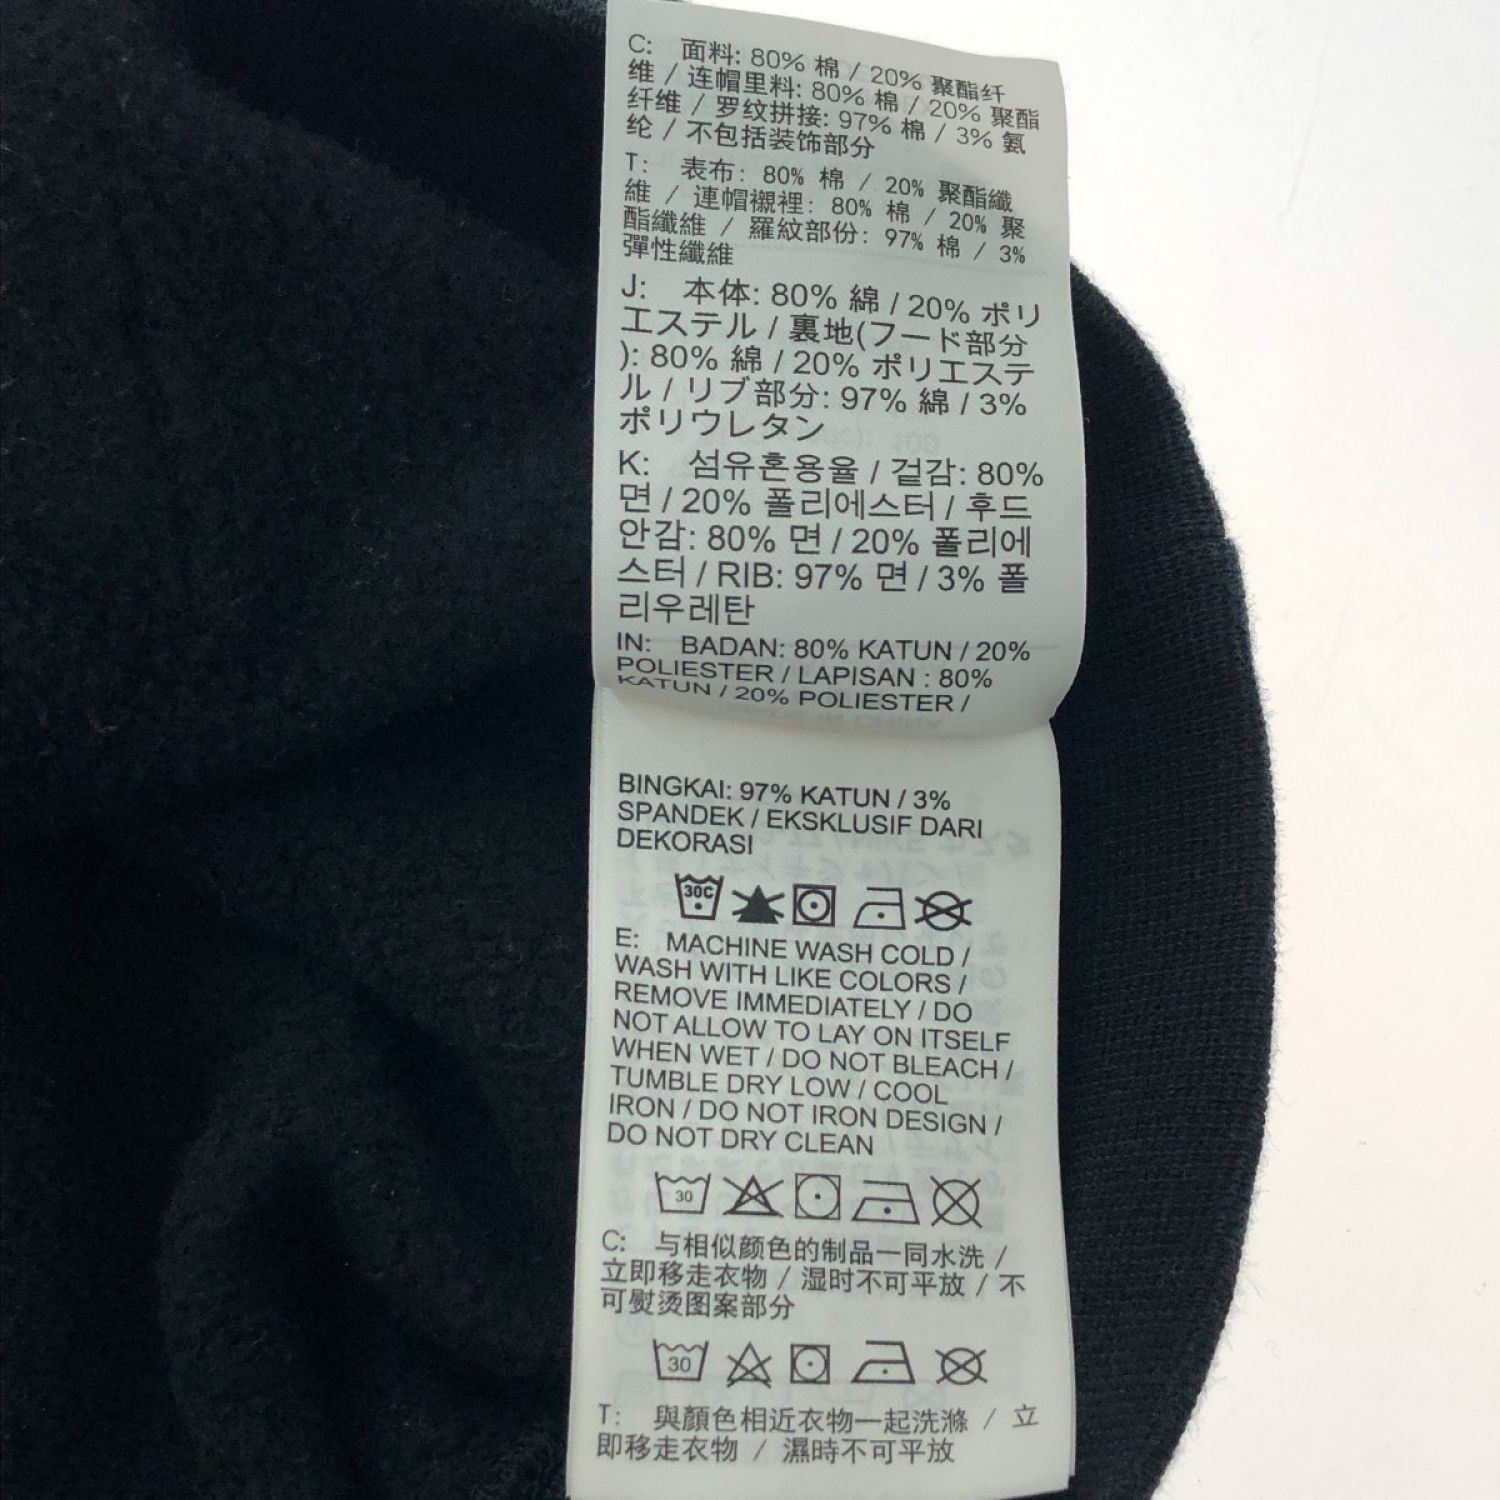 C: 面料: 80% 棉 / 20% 聚酯纤
维 / 连帽里料: 80% 棉 / 20% 聚酯
纤维 / 罗纹拼接: 97% 棉 / 3% 氨
纶 / 不包括装饰部分
T: 表布: 80% 棉 / 20% 聚酯纖
維 / 連帽襯裡: 80% 棉 / 20% 聚
酯纖維 / 羅紋部份: 97% 棉 / 3%
彈性纖維
J: 本体: 80% 綿 / 20% ポリ
エステル / 裏地(フード部分
): 80% 綿 / 20% ポリエステ
ル / リブ部分: 97% 綿 / 3%
ポリウレタン
K: 섬유혼용율 / 겉감: 80%
면 / 20% 폴리에스터 / 후드
안감: 80% 면 / 20% 폴리에
스터 / RIB: 97% 면 / 3% 폴
리우레탄
IN: BADAN: 80% KATUN / 20%
POLIESTER / LAPISAN : 80%
KATUN / 20% POLIESTER /
BINGKAI: 97% KATUN / 3%
SPANDEK / EKSKLUSIF DARI
DEKORASI
30C
E: MACHINE WASH COLD /
WASH WITH LIKE COLORS /
REMOVE IMMEDIATELY / DO
NOT ALLOW TO LAY ON ITSELF
WHEN WET / DO NOT BLEACH /
TUMBLE DRY LOW / COOL
IRON / DO NOT IRON DESIGN /
DO NOT DRY CLEAN
30
C: 与相似颜色的制品一同水洗 /
立即移走衣物 / 湿时不可平放 / 不
可熨烫图案部分
30
T: 與顏色相近衣物一起洗滌 / 立
即移走衣物 / 濕時不可平放